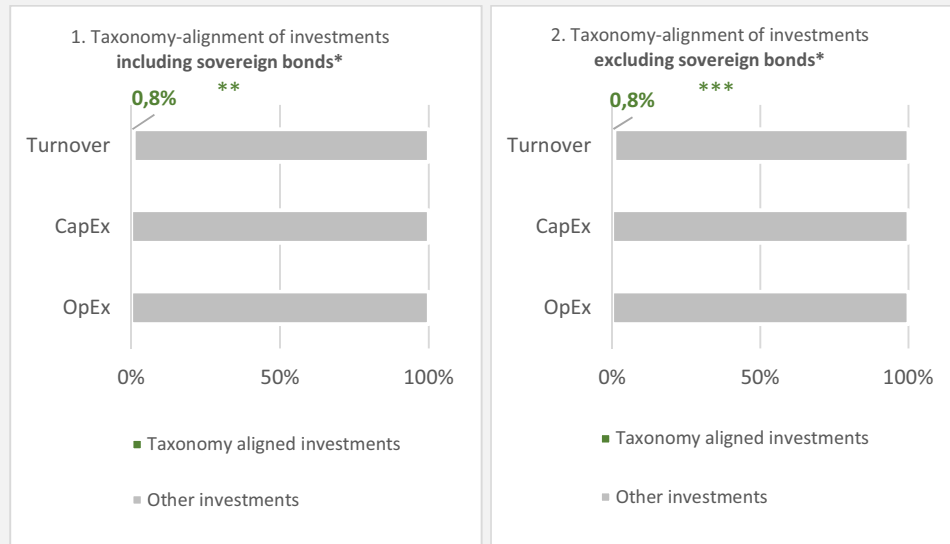 1. Taxonomy-alignment of investments
including sovereign bonds*
0,8%
**
Turnover
CapEx
OpEx
0%
50%
100%
Taxonomy aligned investments
Other investments
2. Taxonomy-alignment of investments
excluding sovereign bonds*
0,8%
***
Turnover
CapEx
OpEx
0%
50%
100%
Taxonomy aligned investments
Other investments